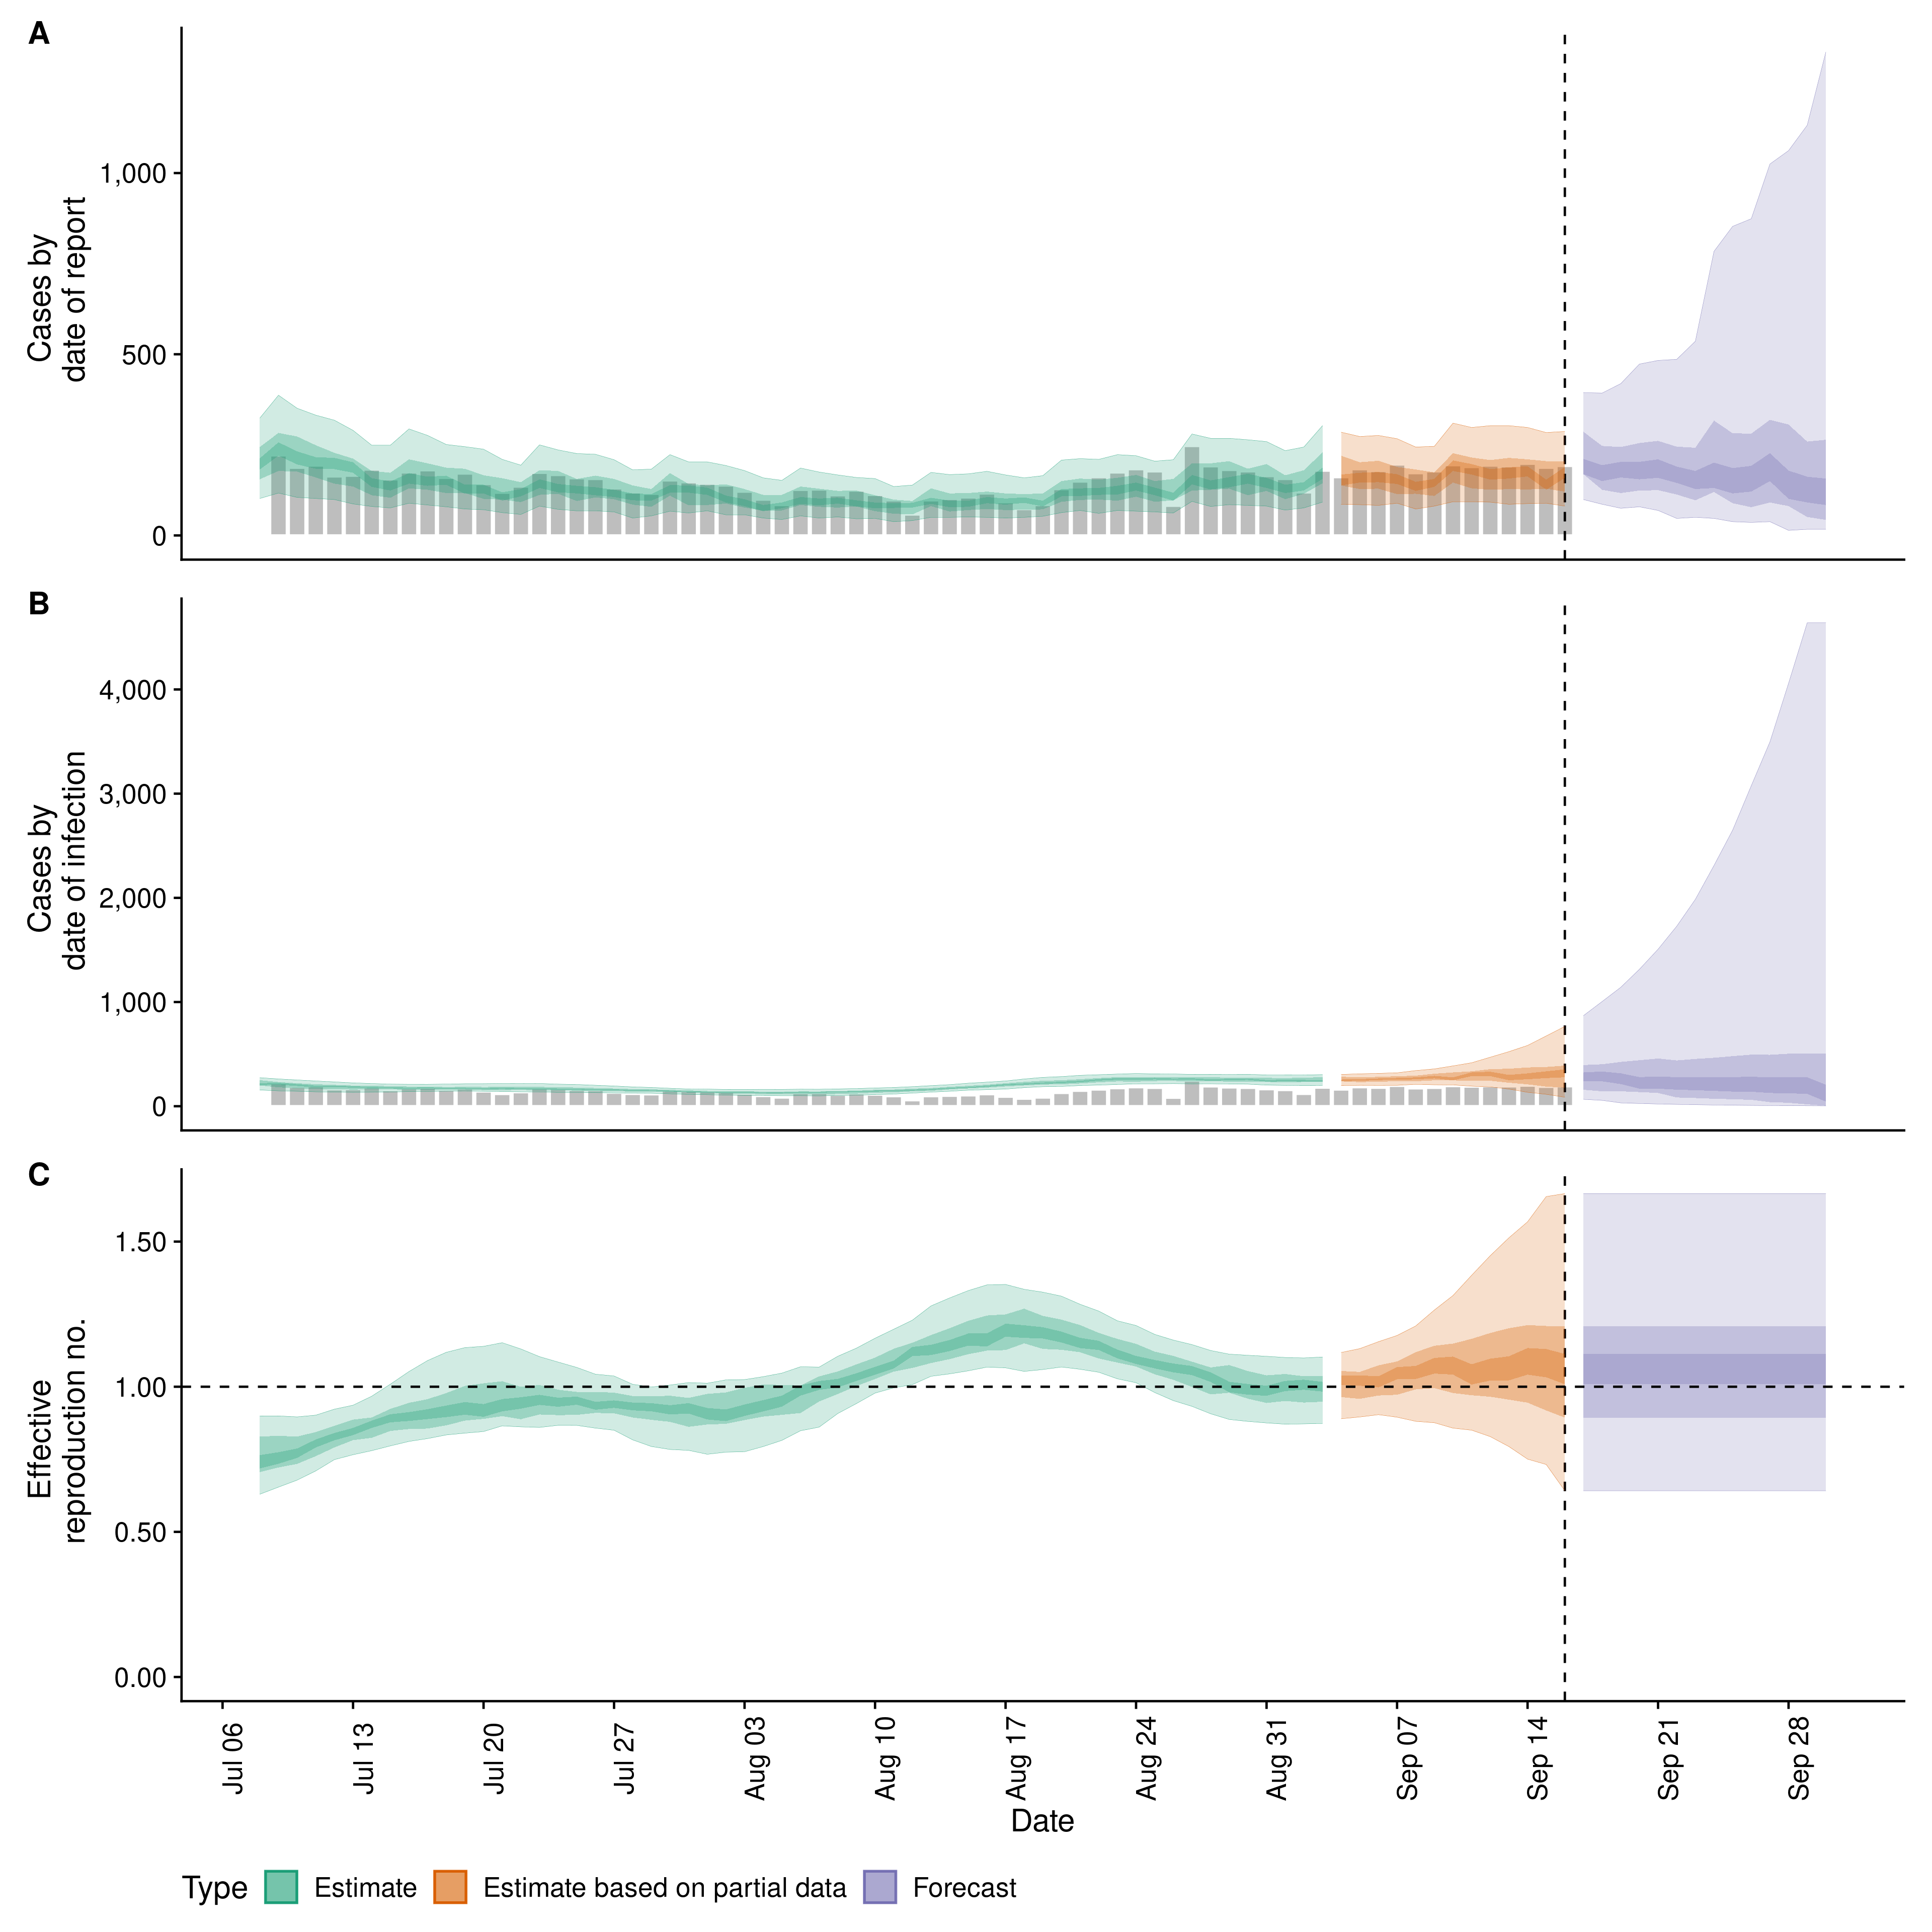 A
Cases by
date of report
1,000
500
0
B
Cases by
date of infection
4,000
3,000
2,000
1,000
0
C
Effective
reproduction no.
1.50
1.00
0.50
0.00
Jul 06
Jul 13
Jul 20
Jul 27
Aug 03
Aug 10
Aug 17
Aug 24
Aug 31
Sep 07
Sep 14
Sep 21
Sep 28
Date
Type Estimate Estimate based on partial data Forecast